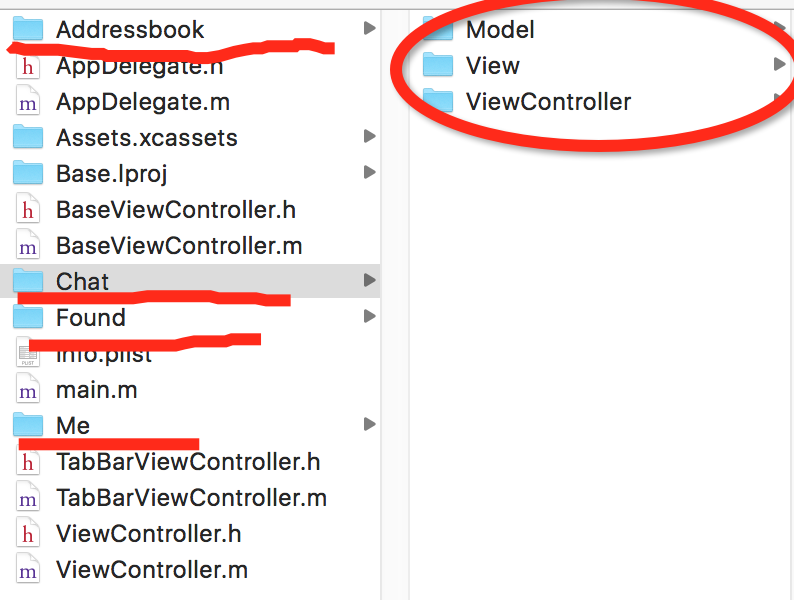 Addressbook
AppDelegate.h
AppDelegate.m
Assets.xcassets
Base.lproj
BaseViewController.h
BaseViewController.m
Chat
Found
Info.plist
main.m
Me
TabBarViewController.h
TabBarViewController.m
ViewController.h
ViewController.m
Model
View
ViewController